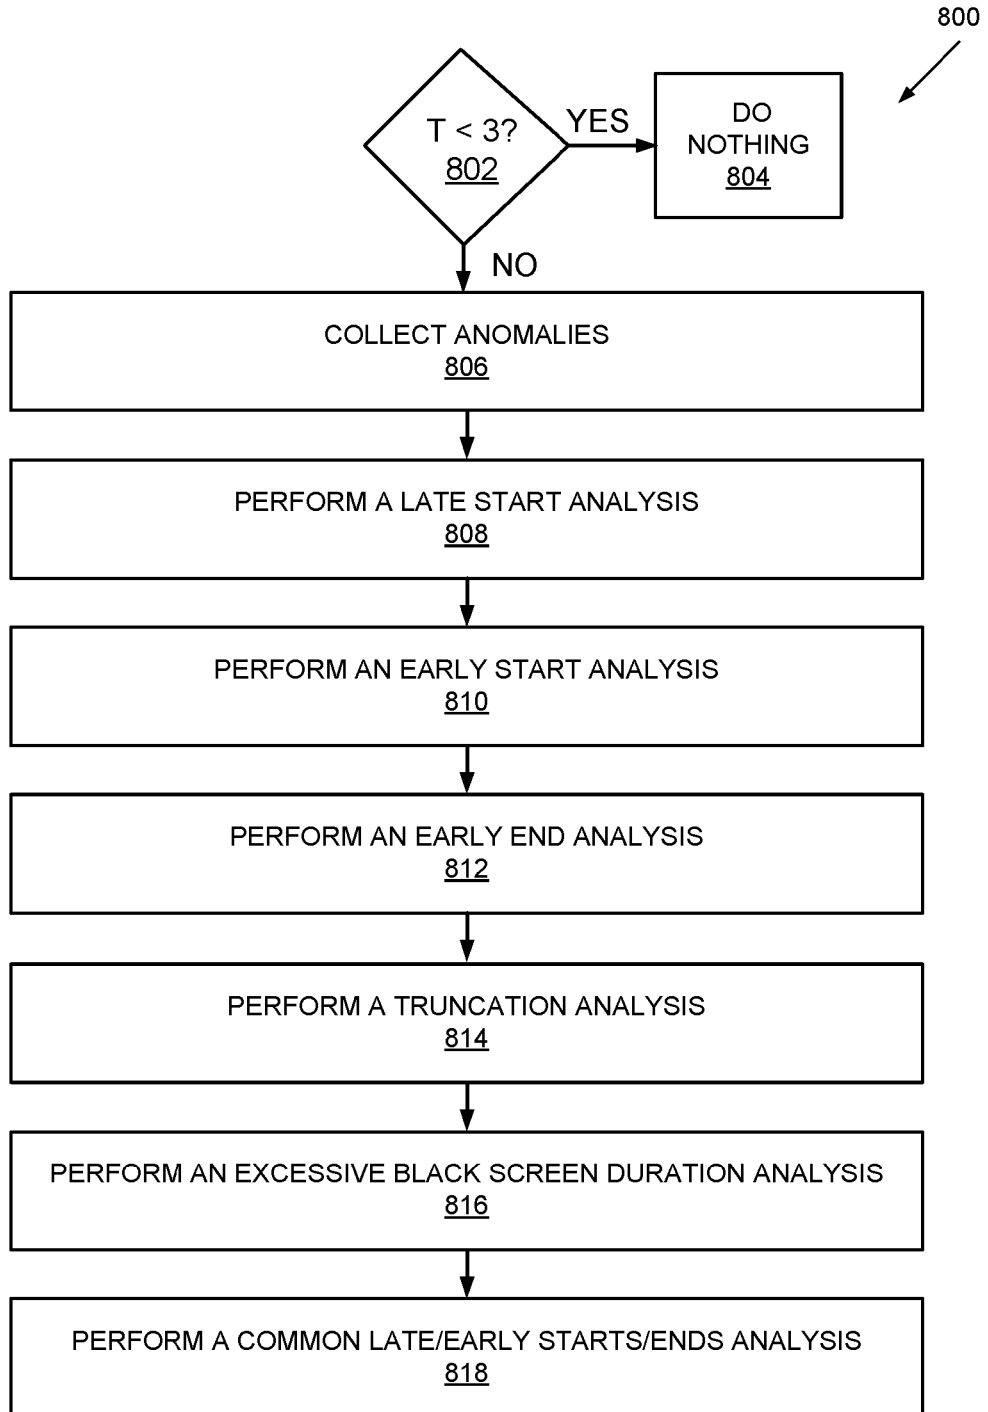 800
T < 3?
802
YES
DO
NOTHING
804
NO
COLLECT ANOMALIES
806
PERFORM A LATE START ANALYSIS
808
PERFORM AN EARLY START ANALYSIS
810
PERFORM AN EARLY END ANALYSIS
812
PERFORM A TRUNCATION ANALYSIS
814
PERFORM AN EXCESSIVE BLACK SCREEN DURATION ANALYSIS
816
PERFORM A COMMON LATE/EARLY STARTS/ENDS ANALYSIS
818